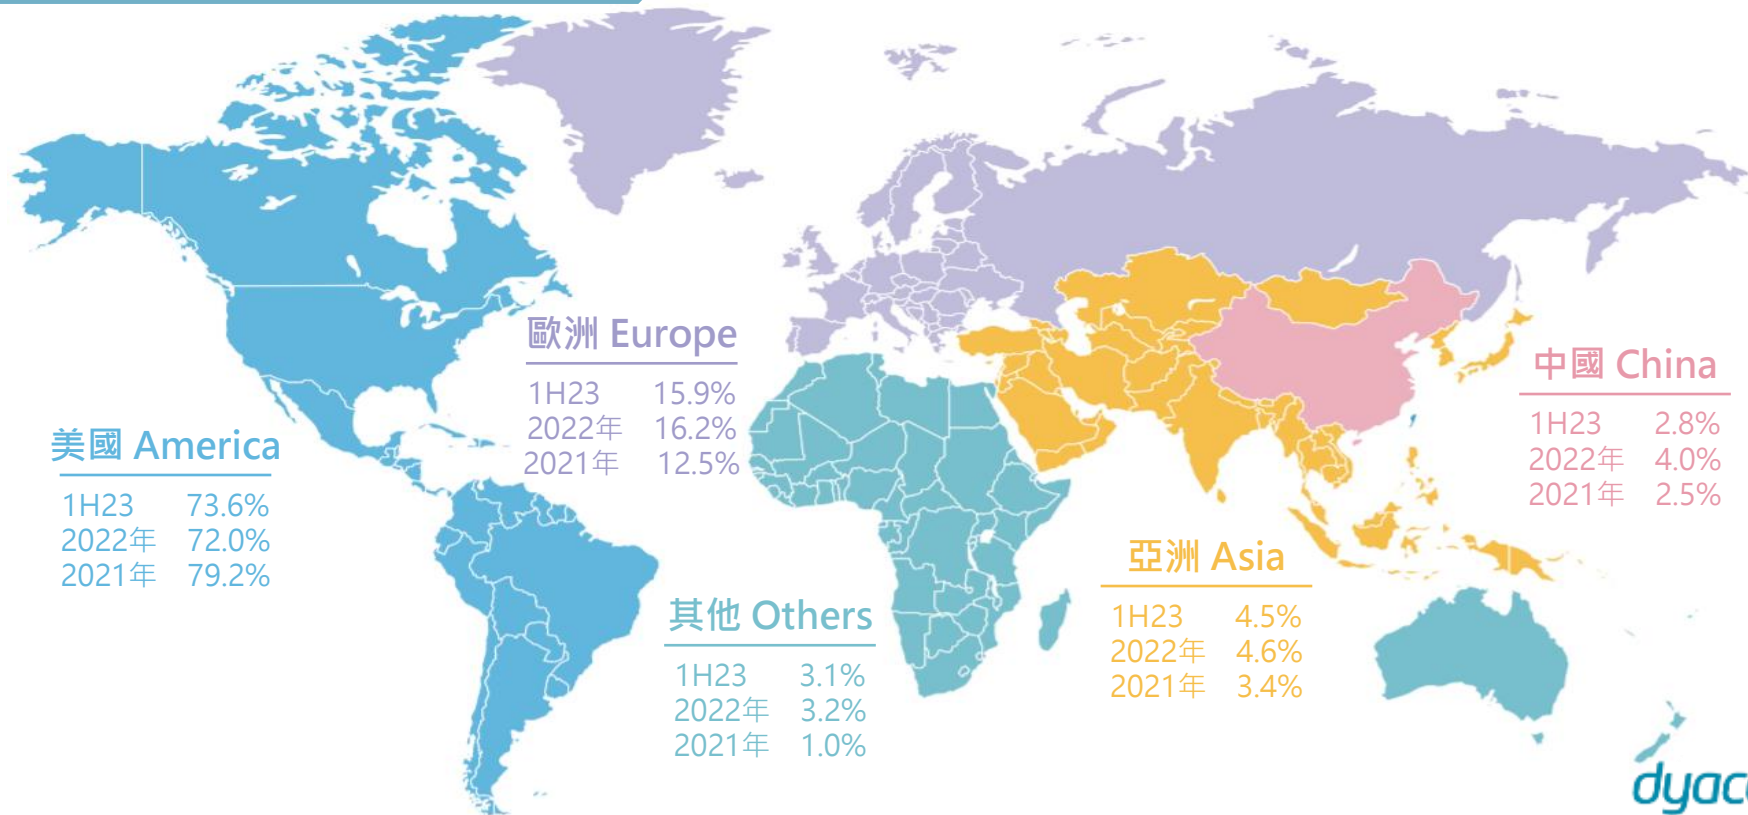 歐洲 Europe
1H23 15.9%
2022年 16.2%
2021年 12.5%
中國 China
1H23 2.8%
2022年 4.0%
2021年 2.5%
美國 America
1H23 73.6%
2022年 72.0%
2021年 79.2%
亞洲 Asia
1H23 4.5%
2022年 4.6%
2021年 3.4%
其他 Others
1H23 3.1%
2022年 3.2%
2021年 1.0%